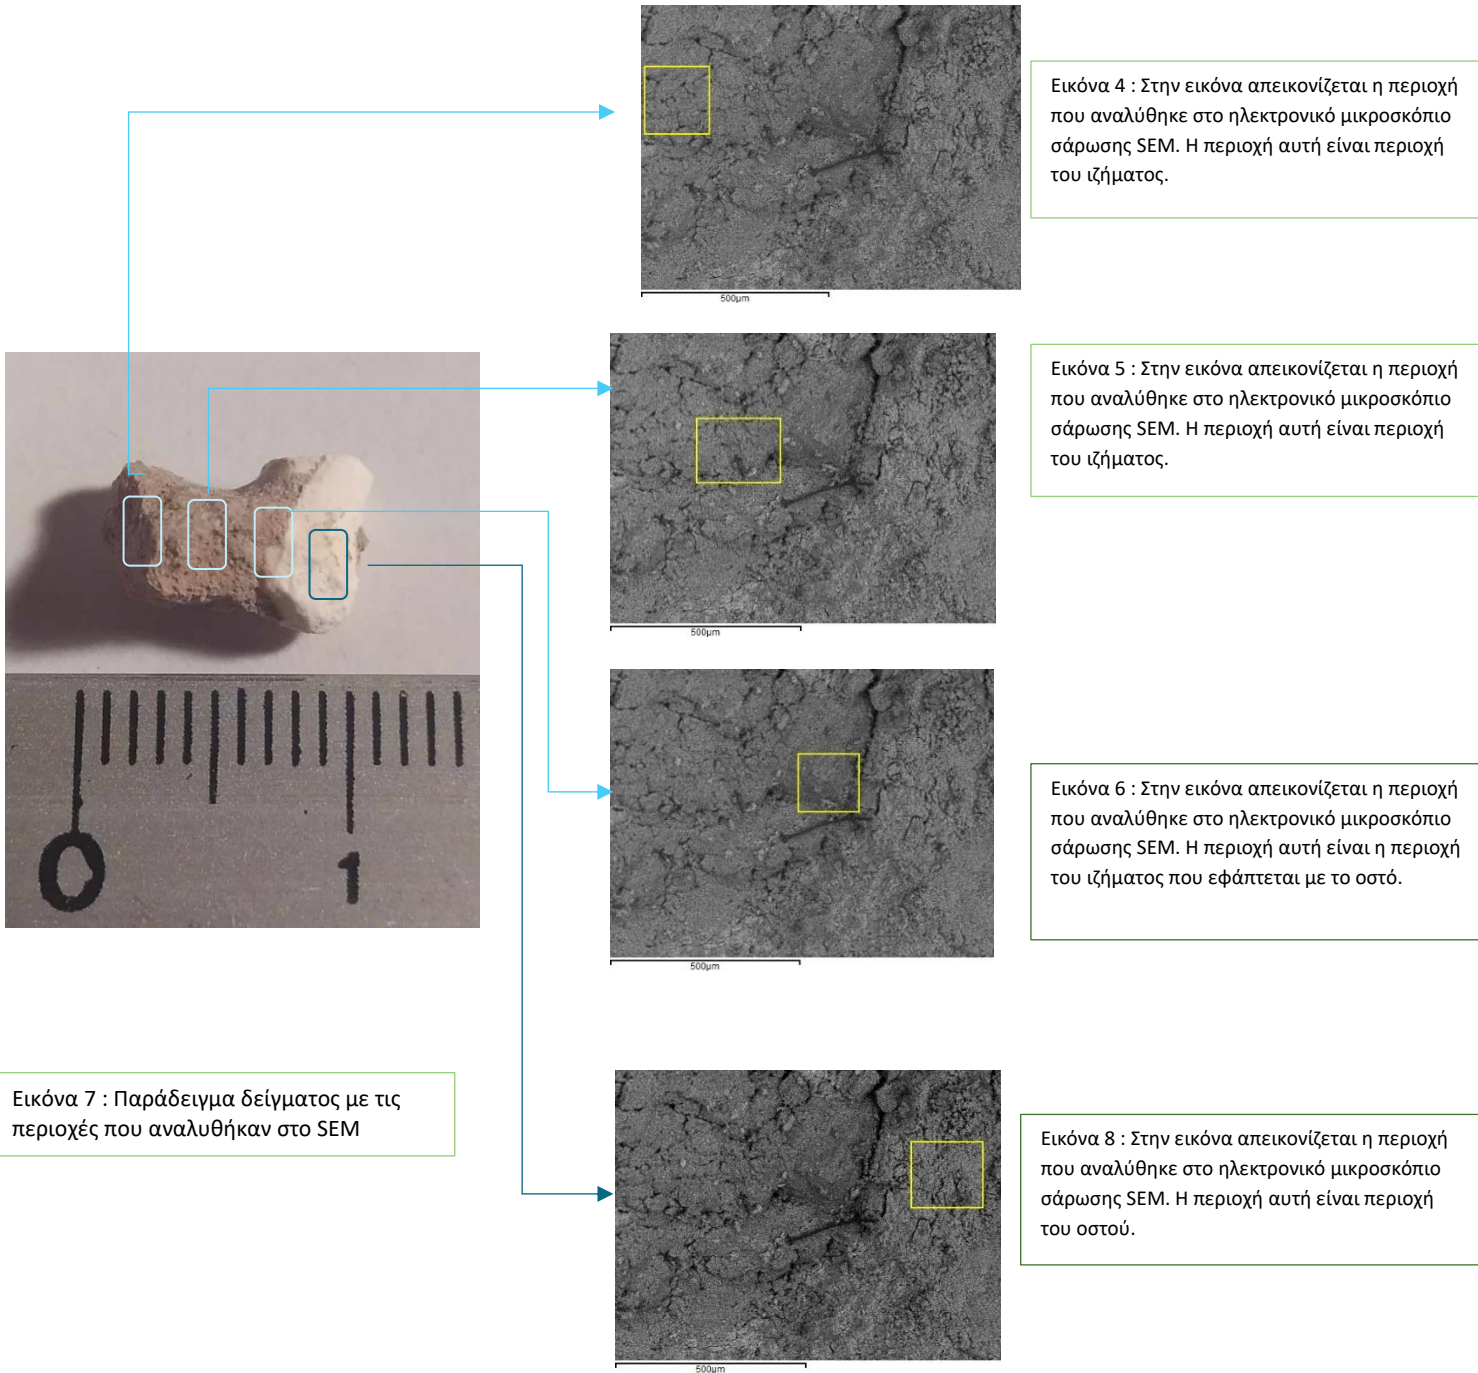 Εικόνα 4 : Στην εικόνα απεικονίζεται η περιοχή
που αναλύθηκε στο ηλεκτρονικό μικροσκόπιο
σάρωσης SEM. Η περιοχή αυτή είναι περιοχή
του ιζήματος.
500μm
Εικόνα 5 : Στην εικόνα απεικονίζεται η περιοχή
που αναλύθηκε στο ηλεκτρονικό μικροσκόπιο
σάρωσης SEM. Η περιοχή αυτή είναι περιοχή
του ιζήματος.
500μm
0 1
Εικόνα 6 : Στην εικόνα απεικονίζεται η περιοχή
που αναλύθηκε στο ηλεκτρονικό μικροσκόπιο
σάρωσης SEM. Η περιοχή αυτή είναι η περιοχή
του ιζήματος που εφάπτεται με το οστό.
500μm
Εικόνα 7 : Παράδειγμα δείγματος με τις
περιοχές που αναλυθήκαν στο SEM
Εικόνα 8 : Στην εικόνα απεικονίζεται η περιοχή
που αναλύθηκε στο ηλεκτρονικό μικροσκόπιο
σάρωσης SEM. Η περιοχή αυτή είναι περιοχή
του οστού.
500μm